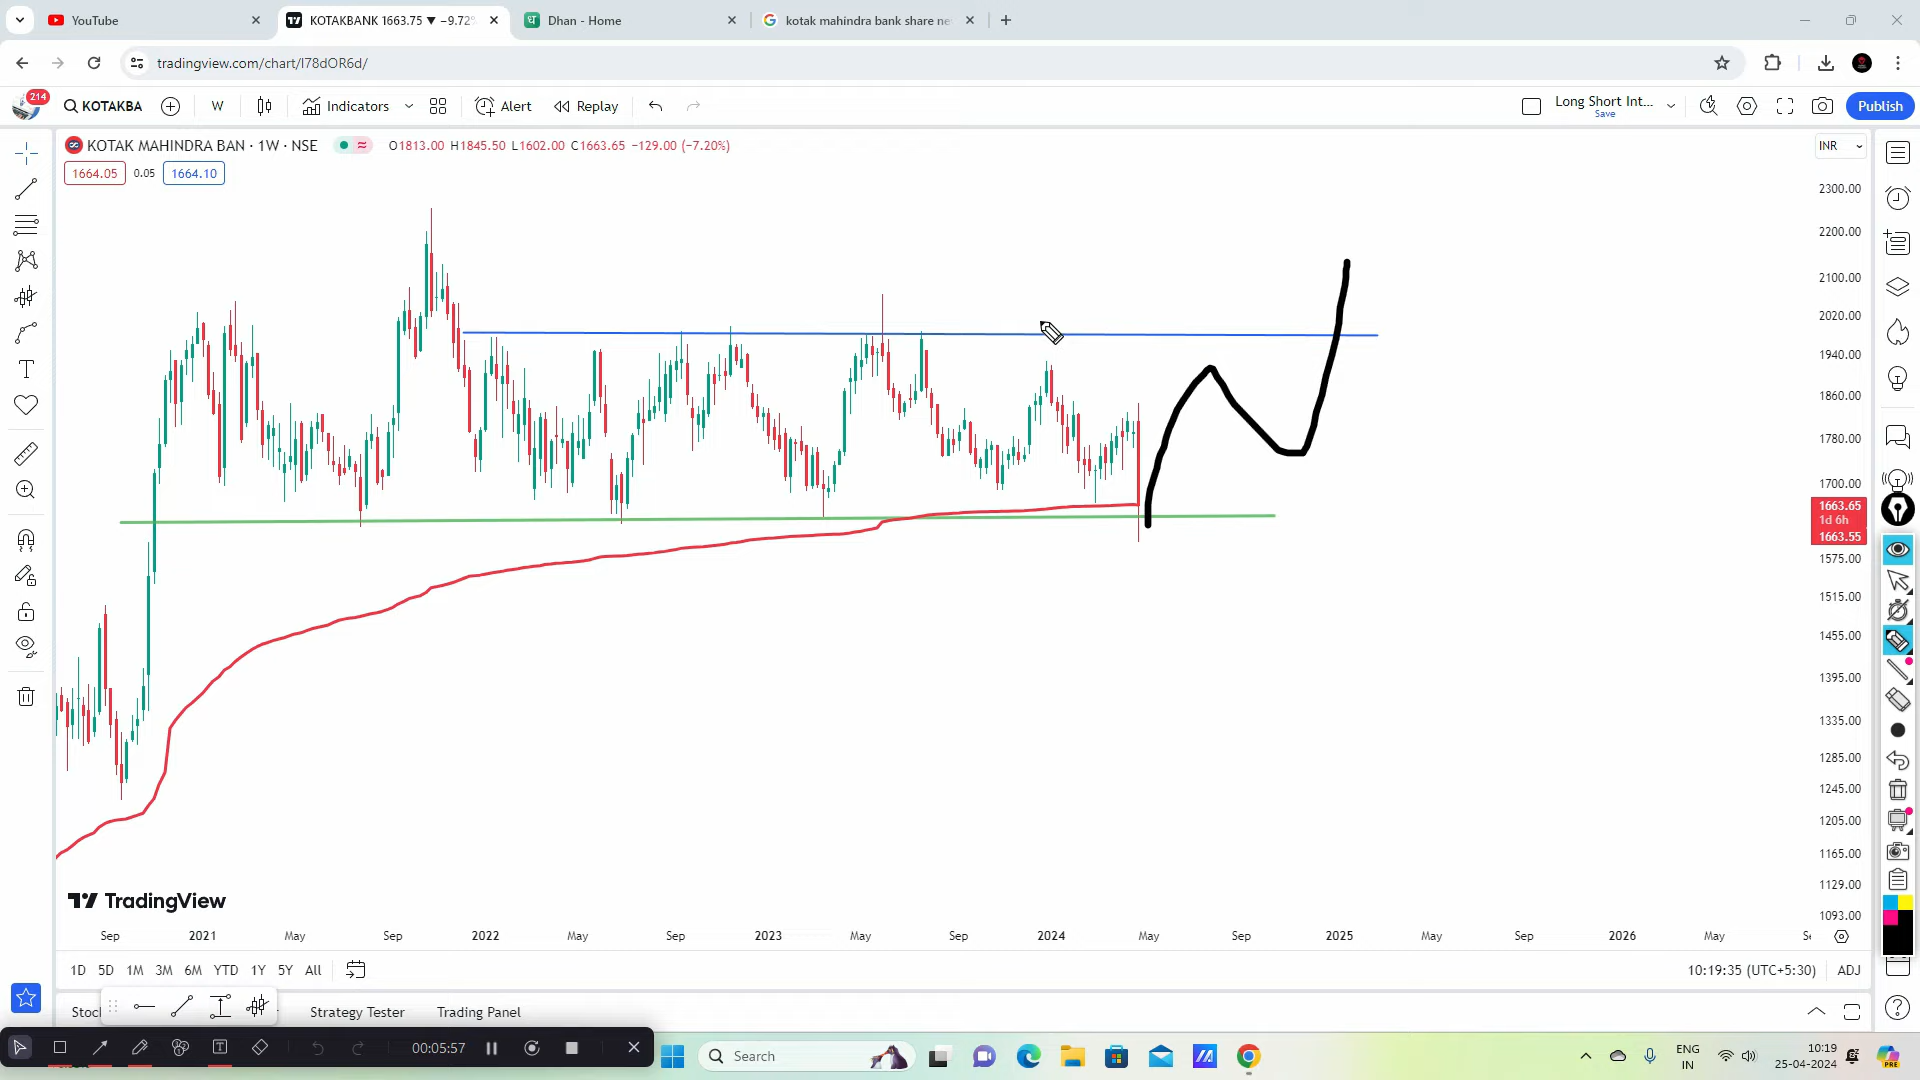 YouTube
KOTAKBANK 1663.75 ▼ −9.72%
Dhan - Home
kotak mahindra bank share ne
tradingview.com/chart/I78dOR6d/
214
KOTAKBA
W
Indicators
Alert
Replay
Long Short Int...
Save
Publish
KOTAK MAHINDRA BAN · 1W · NSE
O1813.00 H1845.50 L1602.00 C1663.65 −129.00 (−7.20%)
INR
1664.05
0.05
1664.10
2300.00
2200.00
2100.00
2020.00
1940.00
1860.00
1780.00
1700.00
1663.65
1d 6h
1663.55
1575.00
1515.00
1455.00
1395.00
1335.00
1285.00
1245.00
1205.00
1165.00
1129.00
1093.00
TradingView
Sep 2021 May Sep 2022 May Sep 2023 May Sep 2024 May Sep 2025 May Sep 2026 May
1D 5D 1M 3M 6M YTD 1Y 5Y All
10:19:35 (UTC+5:30) ADJ
Stoc
Strategy Tester
Trading Panel
00:05:57
Search
ENG
IN
10:19
25-04-2024
PRE